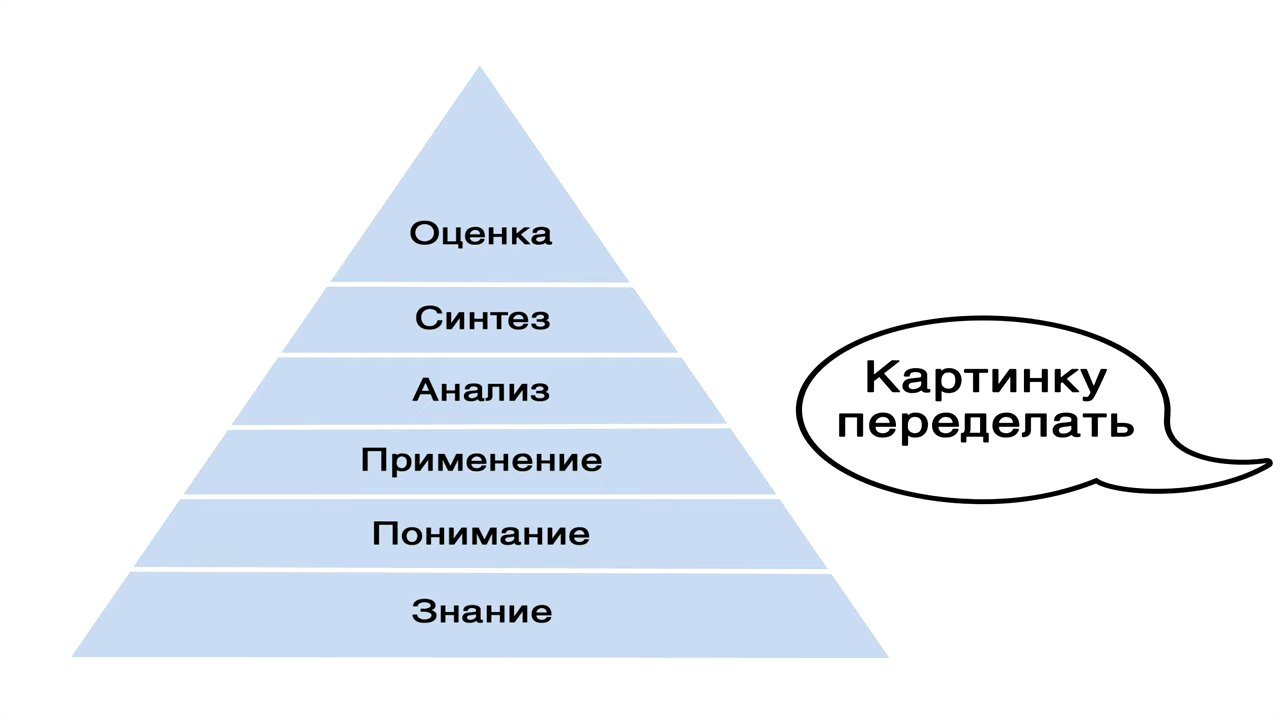 Оценка
Синтез
Анализ
Применение
Понимание
Знание
Картинку
переделать